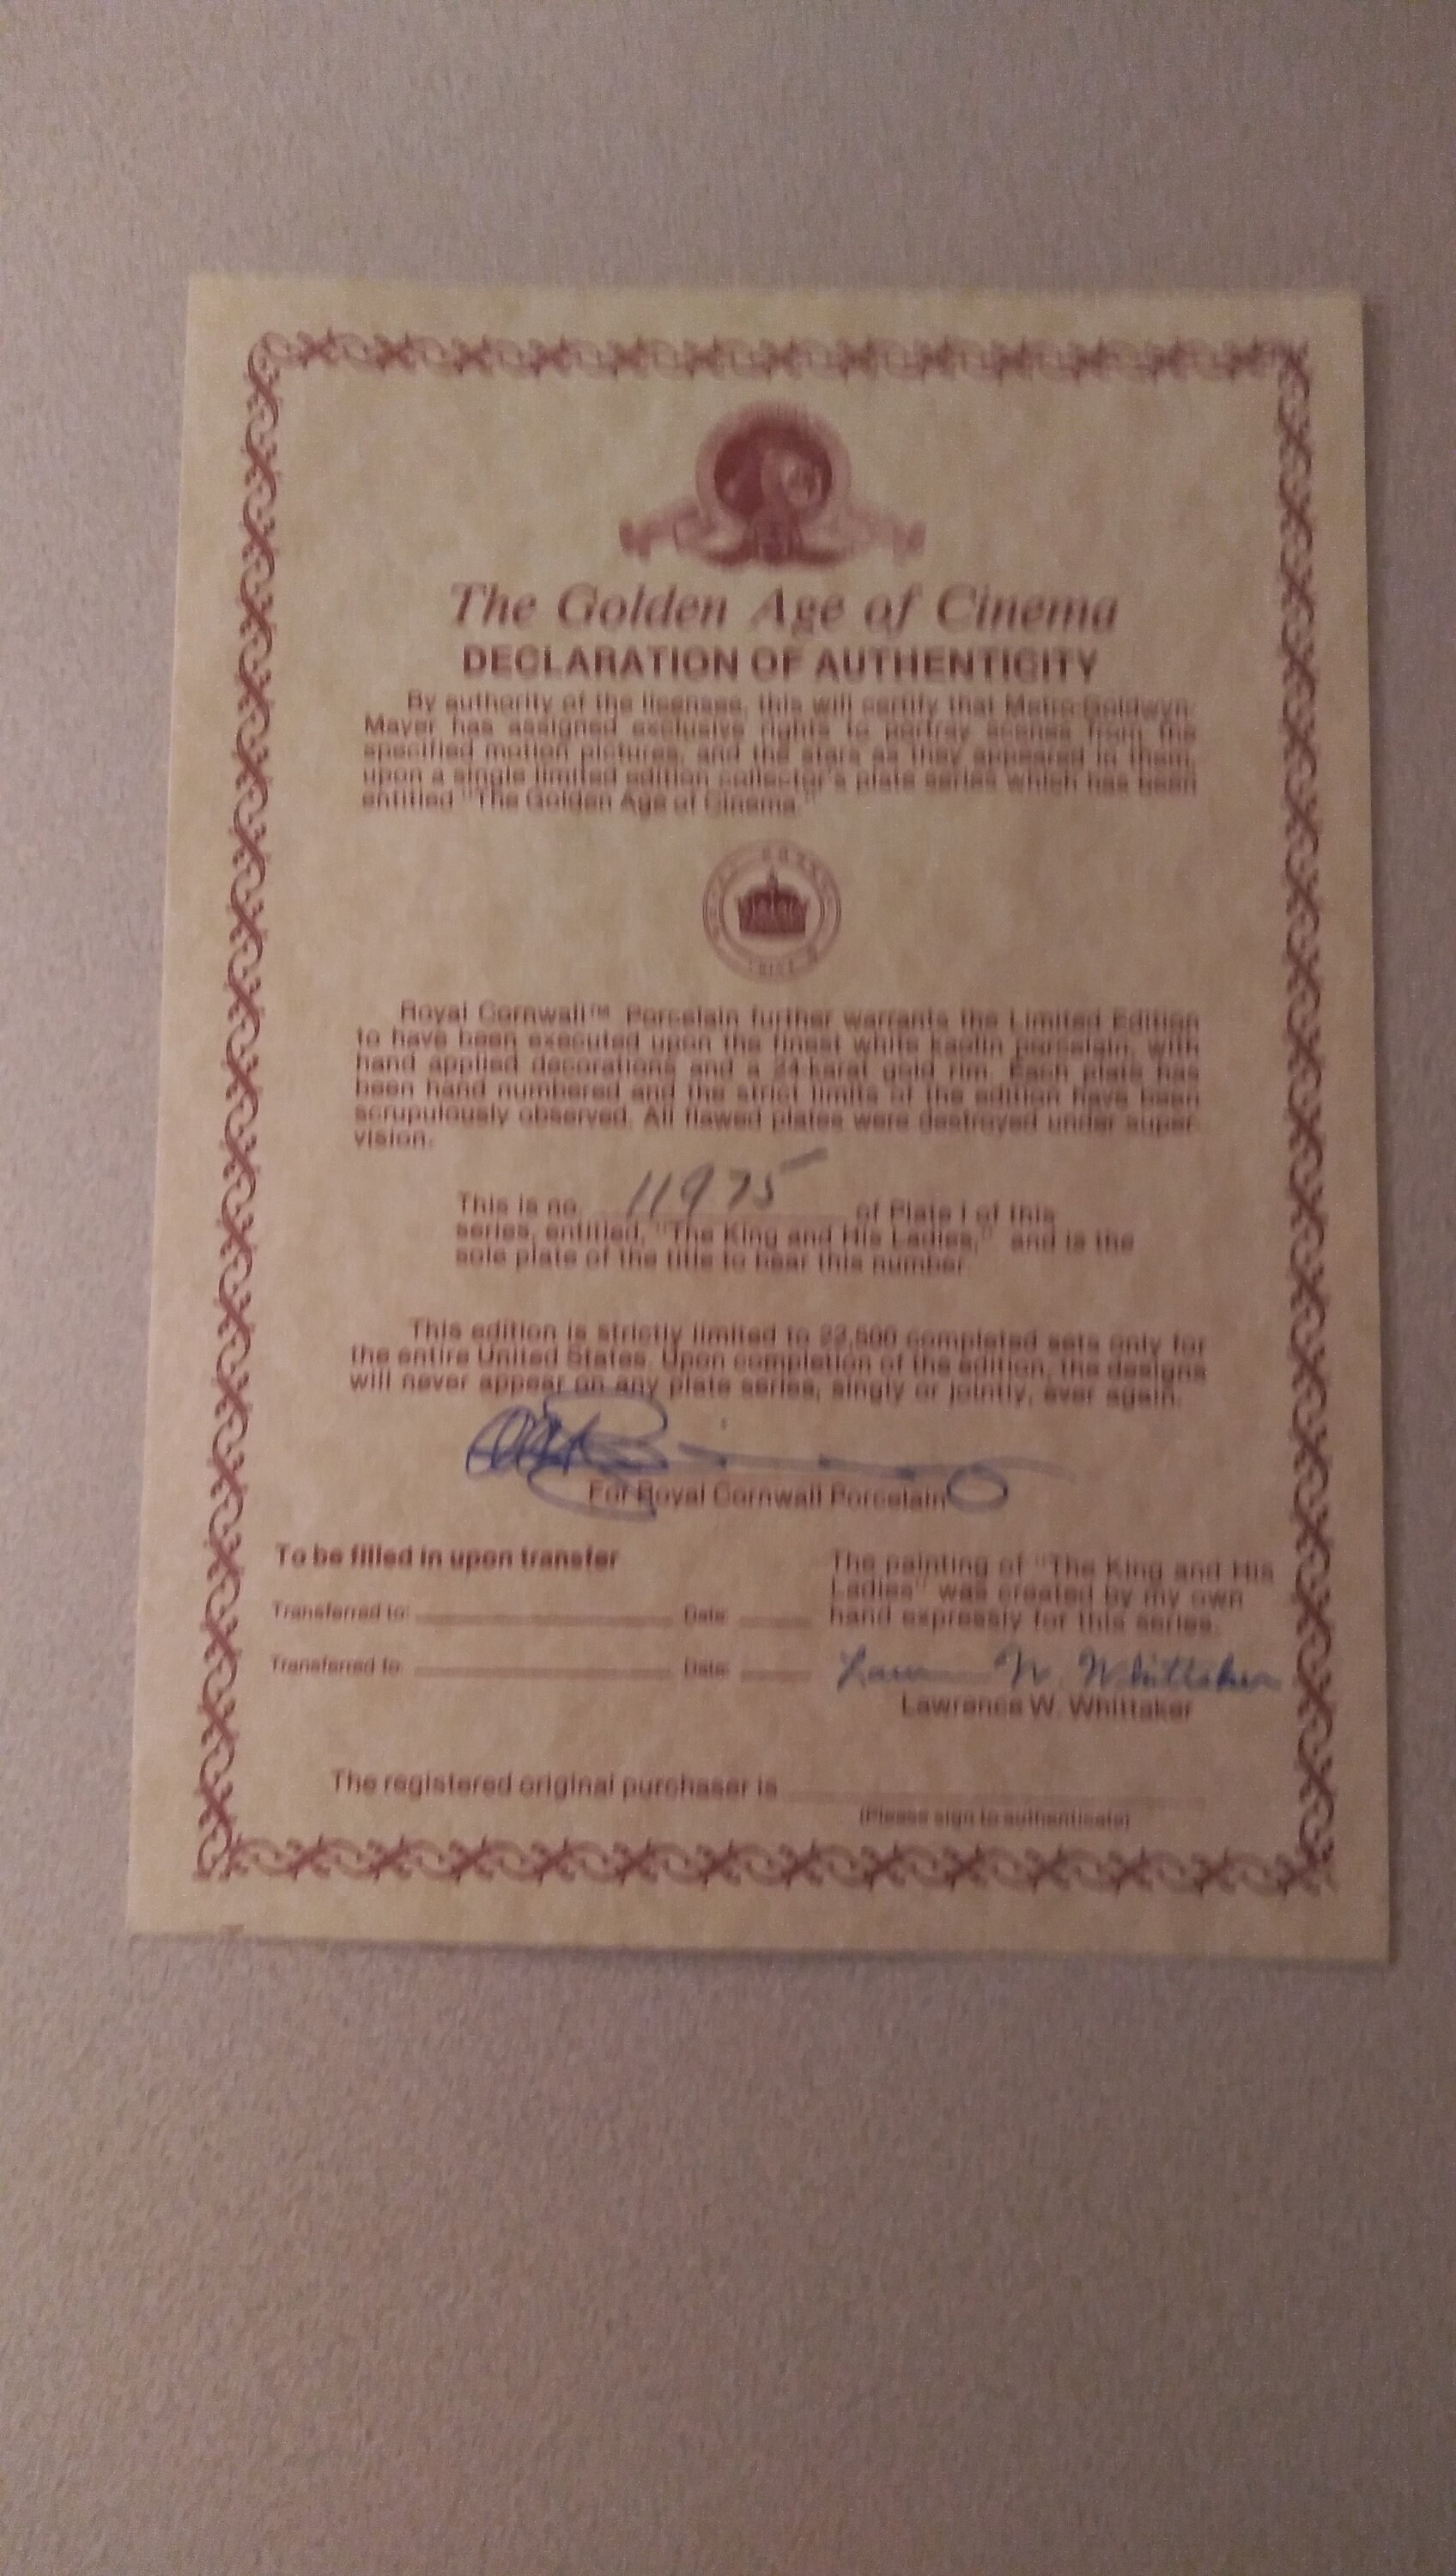 The Golden Age of Cinema
DECLARATION OF AUTHENTICITY
By authority of the licenses, this will certify that Metro-Goldwyn-
Mayer has assigned exclusive rights to portray scenes from the
specified motion pictures, and the stars as they appeared in them,
upon a single limited edition collector's plate series which has been
entitled "The Golden Age of Cinema."
Royal Cornwall™ Porcelain further warrants the Limited Edition
to have been executed upon the finest white kaolin porcelain, with
hand applied decorations and a 24-karat gold rim. Each plate has
been hand numbered and the strict limits of the edition have been
scrupulously observed. All flawed plates were destroyed under super-
vision.
This is no. 11975 of Plate I of this
series, entitled, "The King and His Ladies," and is the
sole plate of the title to bear this number.
This edition is strictly limited to 22,500 completed sets only for
the entire United States. Upon completion of the edition, the designs
will never appear on any plate series, singly or jointly, ever again.
For Royal Cornwall Porcelain
To be filled in upon transfer
Transferred to: Date:
Transferred to: Date:
The painting of "The King and His
Ladies" was created by my own
hand expressly for this series.
W. Whittaker
Lawrence W. Whittaker
The registered original purchaser is
(Please sign to authenticate)